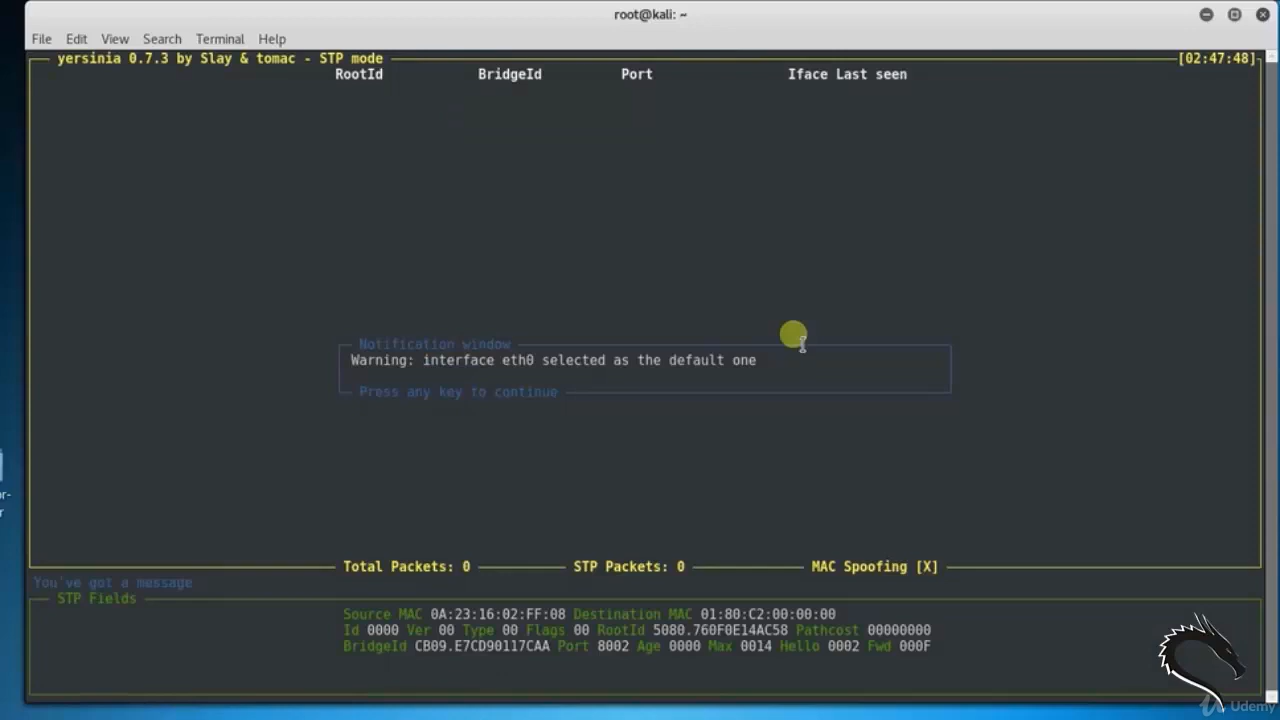 root@kali: ~
File Edit View Search Terminal Help
yersinia 0.7.3 by Slay & tomac - STP mode [02:47:48]
RootId BridgeId Port Iface Last seen
Notification window
Warning: interface eth0 selected as the default one
Press any key to continue
Total Packets: 0 STP Packets: 0 MAC Spoofing [X]
You've got a message
STP Fields
Source MAC 0A:23:16:02:FF:08 Destination MAC 01:80:C2:00:00:00
Id 0000 Ver 00 Type 00 Flags 00 RootId 5080.760F0E14AC58 Pathcost 00000000
BridgeId CB09.E7CD90117CAA Port 8002 Age 0000 Max 0014 Hello 0002 Fwd 000F
Udemy